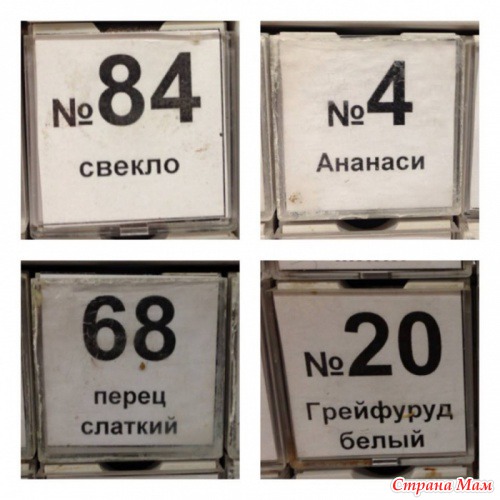 №84
свекло
№4
Ананаси
68
перец
слаткий
№20
Грейфуруд
белый
Страна Мам